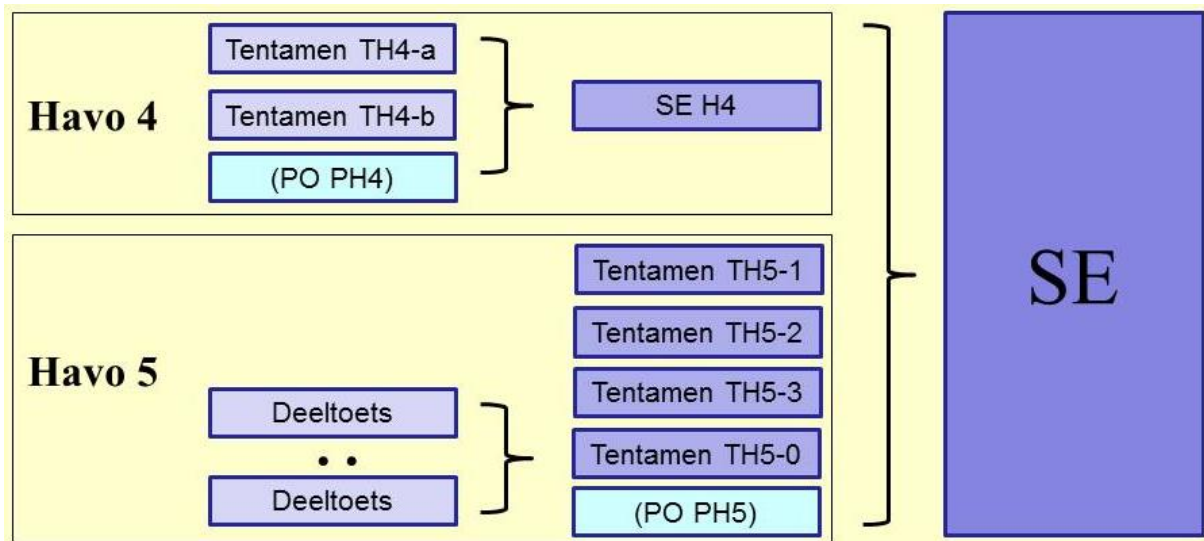 Havo 4
Tentamen TH4-a
Tentamen TH4-b
(PO PH4)
SE H4
Havo 5
Deeltoets
. .
Deeltoets
Tentamen TH5-1
Tentamen TH5-2
Tentamen TH5-3
Tentamen TH5-0
(PO PH5)
SE